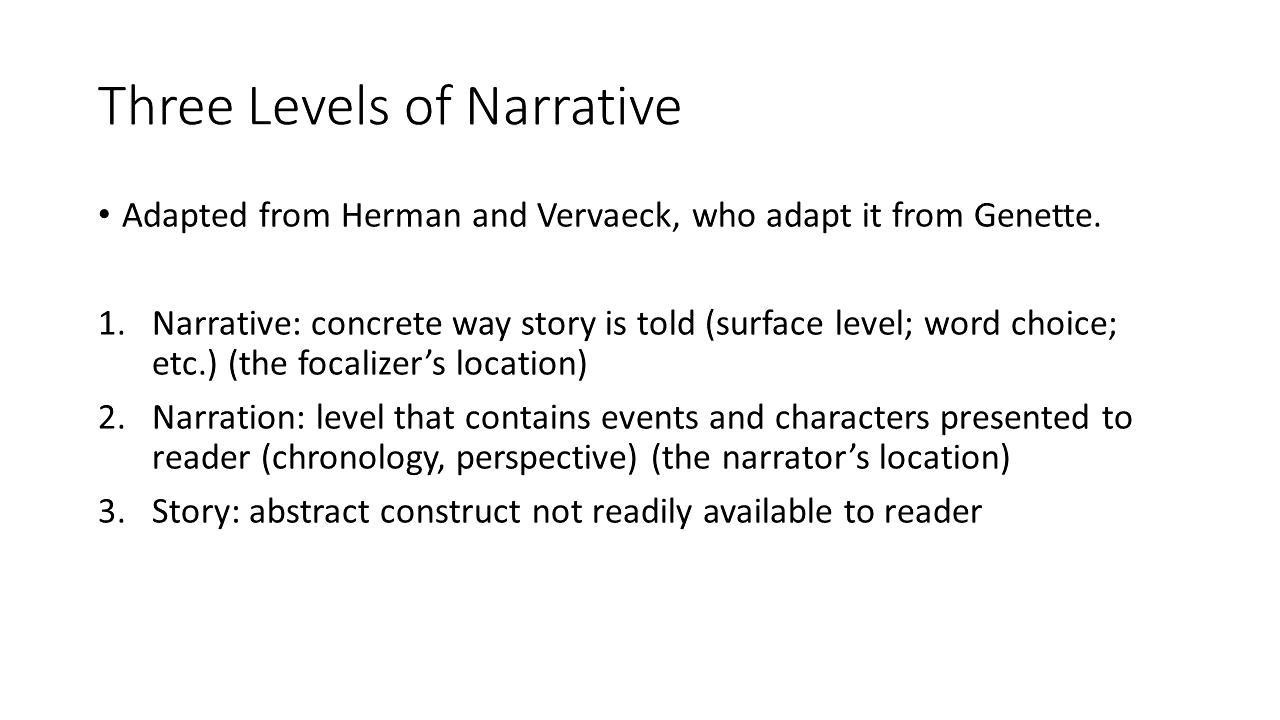 Three Levels of Narrative
• Adapted from Herman and Vervaeck, who adapt it from Genette.
1. Narrative: concrete way story is told (surface level; word choice;
etc.) (the focalizer’s location)
2. Narration: level that contains events and characters presented to
reader (chronology, perspective) (the narrator’s location)
3. Story: abstract construct not readily available to reader